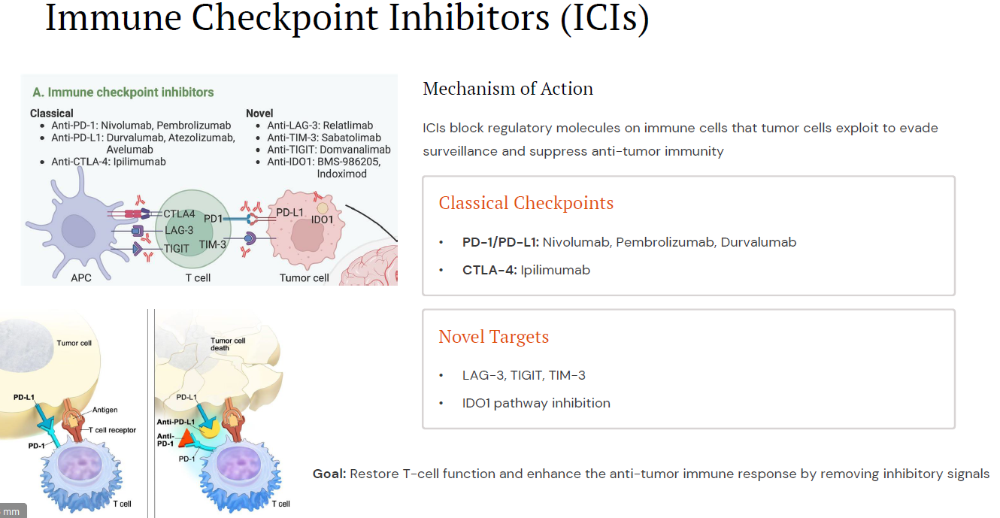 Immune Checkpoint Inhibitors (ICIs)
A. Immune checkpoint inhibitors
Classical
• Anti-PD-1: Nivolumab, Pembrolizumab
• Anti-PD-L1: Durvalumab, Atezolizumab,
Avelumab
• Anti-CTLA-4: Ipilimumab
Novel
• Anti-LAG-3: Relatlimab
• Anti-TIM-3: Sabatolimab
• Anti-TIGIT: Domvanalimab
• Anti-IDO1: BMS-986205,
Indoximod
CTLA4
LAG-3
TIGIT
PD1
TIM-3
PD-L1
IDO1
APC
T cell
Tumor cell
Mechanism of Action
ICIs block regulatory molecules on immune cells that tumor cells exploit to evade
surveillance and suppress anti-tumor immunity
Classical Checkpoints
• PD-1/PD-L1: Nivolumab, Pembrolizumab, Durvalumab
• CTLA-4: Ipilimumab
Novel Targets
• LAG-3, TIGIT, TIM-3
• IDO1 pathway inhibition
Tumor cell
PD-L1
Antigen
T cell receptor
PD-1
T cell
Tumor cell
death
PD-L1
Anti-PD-L1
Anti-
PD-1
PD-1
T cell
Goal: Restore T-cell function and enhance the anti-tumor immune response by removing inhibitory signals
mm